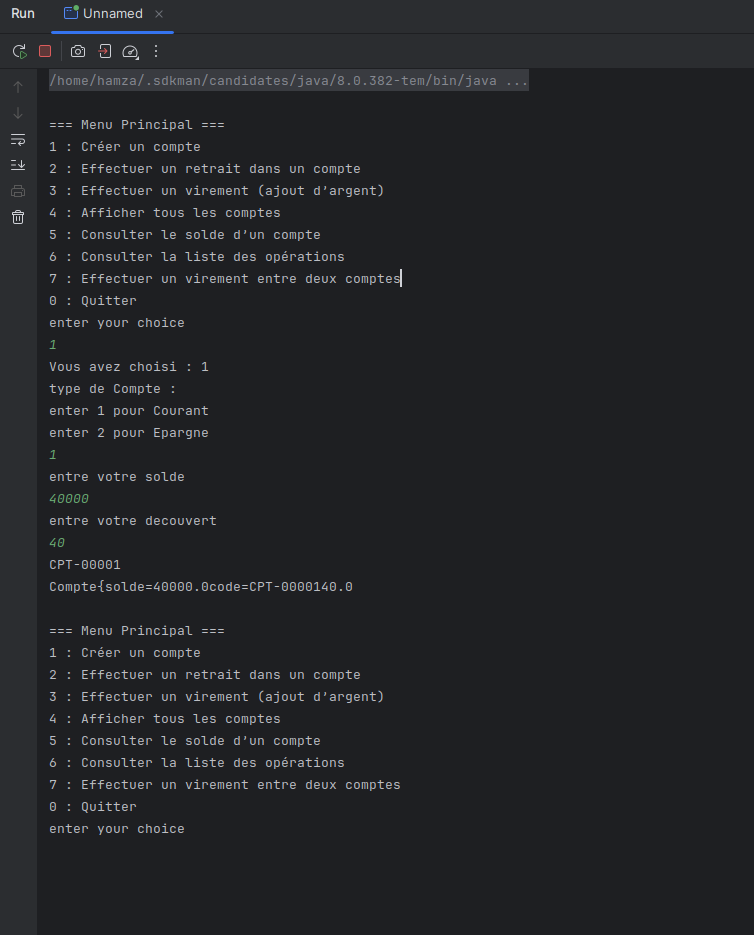 Run Unnamed
/home/hamza/.sdkman/candidates/java/8.0.382-tem/bin/java ...
=== Menu Principal ===
1 : Créer un compte
2 : Effectuer un retrait dans un compte
3 : Effectuer un virement (ajout d'argent)
4 : Afficher tous les comptes
5 : Consulter le solde d'un compte
6 : Consulter la liste des opérations
7 : Effectuer un virement entre deux comptes
0 : Quitter
enter your choice
1
Vous avez choisi : 1
type de Compte :
enter 1 pour Courant
enter 2 pour Epargne
1
entre votre solde
40000
entre votre decouvert
40
CPT-00001
Compte{solde=40000.0code=CPT-0000140.0
=== Menu Principal ===
1 : Créer un compte
2 : Effectuer un retrait dans un compte
3 : Effectuer un virement (ajout d'argent)
4 : Afficher tous les comptes
5 : Consulter le solde d'un compte
6 : Consulter la liste des opérations
7 : Effectuer un virement entre deux comptes
0 : Quitter
enter your choice